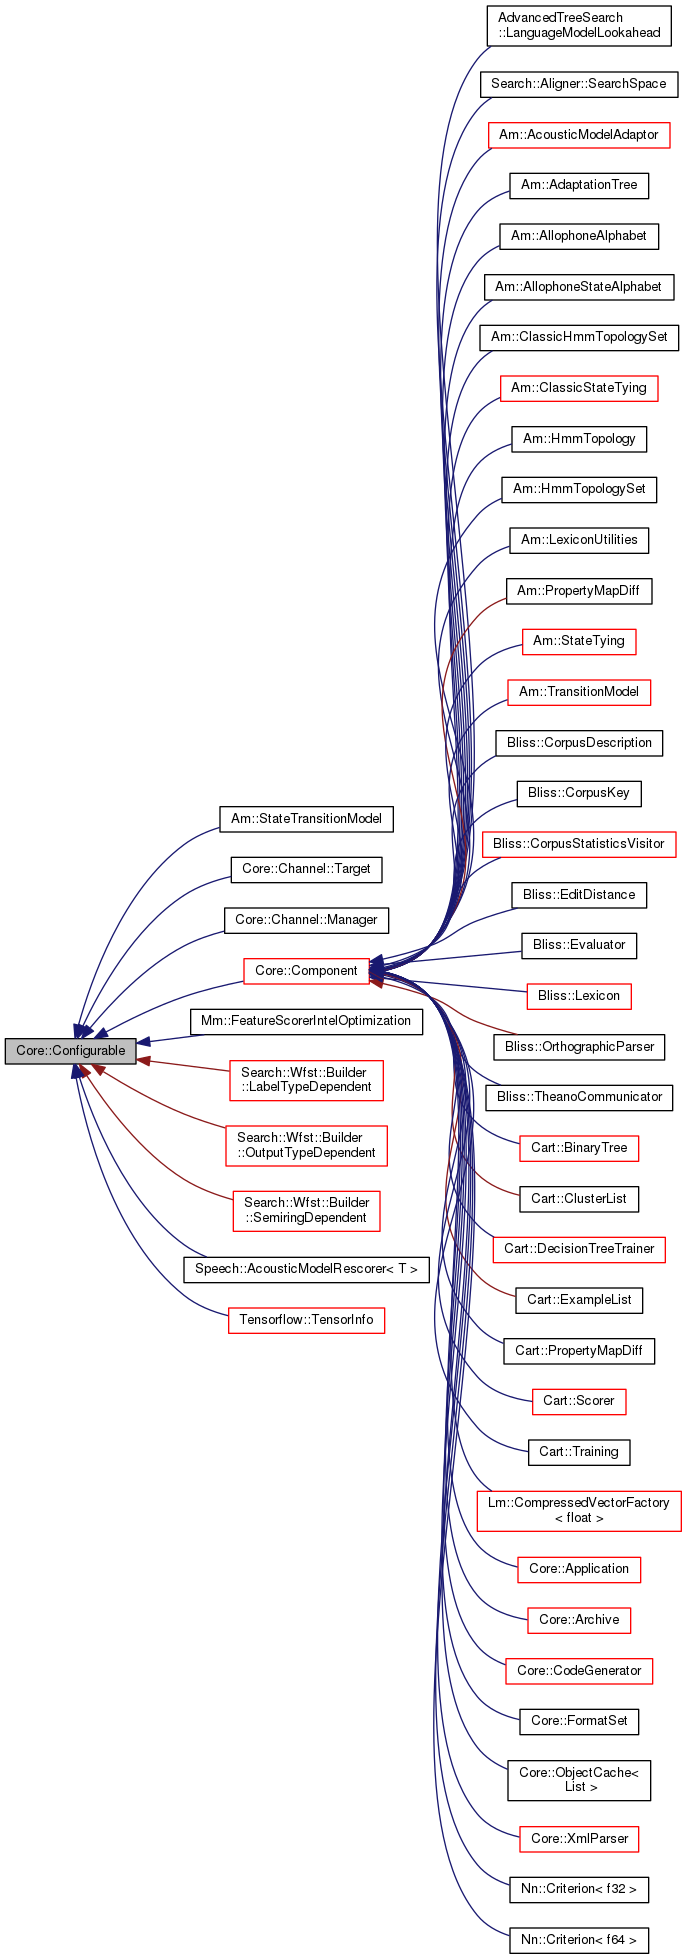 AdvancedTreeSearch
::LanguageModelLookahead
Search::Aligner::SearchSpace
Am::AcousticModelAdaptor
Am::AdaptationTree
Am::AllophoneAlphabet
Am::AllophoneStateAlphabet
Am::ClassicHmmTopologySet
Am::ClassicStateTying
Am::HmmTopology
Am::HmmTopologySet
Am::LexiconUtilities
Am::PropertyMapDiff
Am::StateTying
Am::TransitionModel
Bliss::CorpusDescription
Bliss::CorpusKey
Bliss::CorpusStatisticsVisitor
Bliss::EditDistance
Bliss::Evaluator
Bliss::Lexicon
Bliss::OrthographicParser
Bliss::TheanoCommunicator
Cart::BinaryTree
Cart::ClusterList
Cart::DecisionTreeTrainer
Cart::ExampleList
Cart::PropertyMapDiff
Cart::Scorer
Cart::Training
Lm::CompressedVectorFactory
< float >
Core::Application
Core::Archive
Core::CodeGenerator
Core::FormatSet
Core::ObjectCache<
List >
Core::XmlParser
Nn::Criterion< f32 >
Nn::Criterion< f64 >
Am::StateTransitionModel
Core::Channel::Target
Core::Channel::Manager
Core::Component
Mm::FeatureScorerIntelOptimization
Search::Wfst::Builder
::LabelTypeDependent
Search::Wfst::Builder
::OutputTypeDependent
Search::Wfst::Builder
::SemiringDependent
Speech::AcousticModelRescorer< T >
Tensorflow::TensorInfo
Core::Configurable